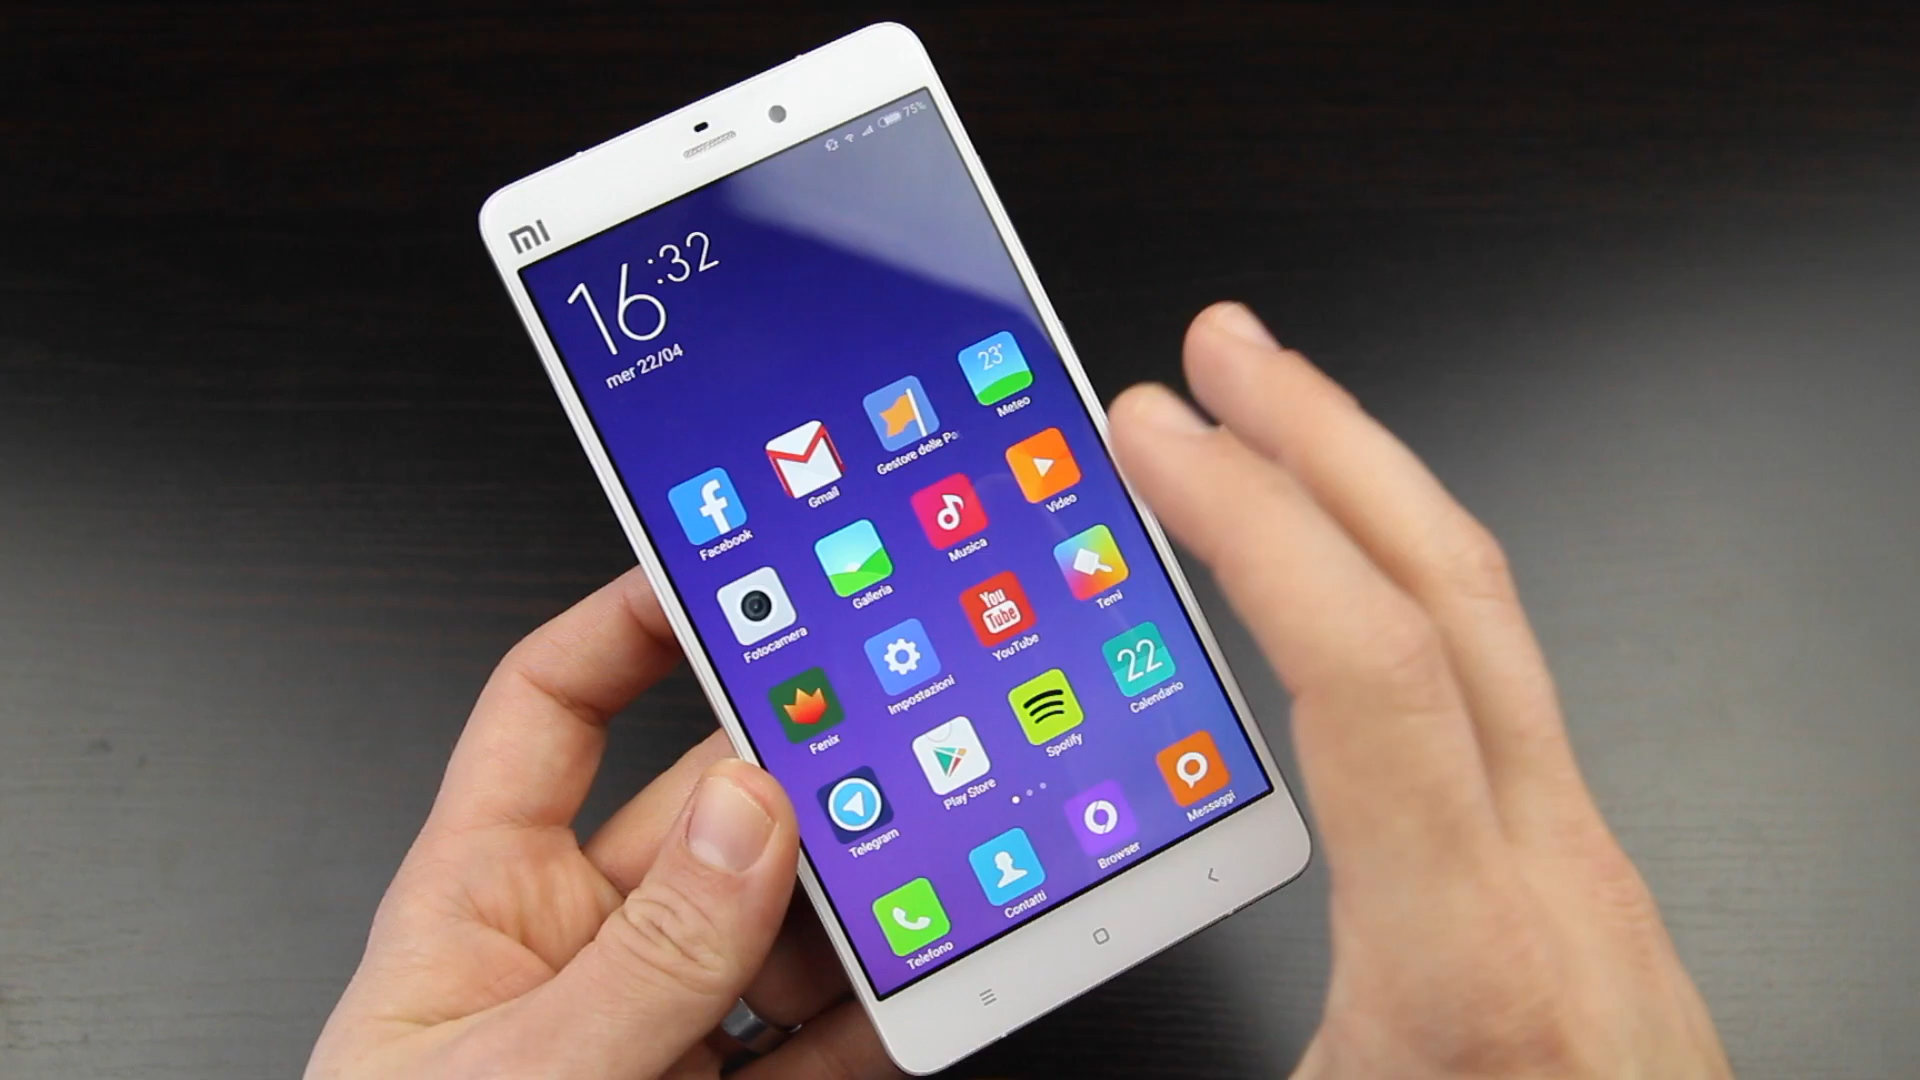 75%
mi
16:32
mer 22/04
23°
Facebook
Gmail
Gestore delle Pa
Meteo
Fotocamera
Galleria
Musica
Video
Fenix
Impostazioni
You
Tube
YouTube
Temi
Telegram
Play Store
Spotify
22
Calendario
Telefono
Contatti
Browser
Messaggi